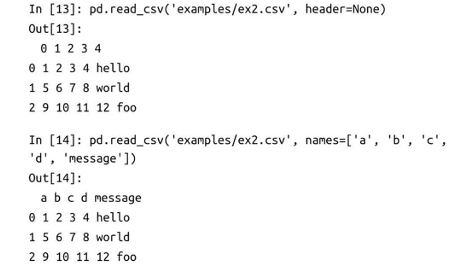 In [13]: pd.read_csv('examples/ex2.csv', header=None)
Out[13]:
0 1 2 3 4
0 1 2 3 4 hello
1 5 6 7 8 world
2 9 10 11 12 foo
In [14]: pd.read_csv('examples/ex2.csv', names=['a', 'b', 'c',
'd', 'message'])
Out[14]:
a b c d message
0 1 2 3 4 hello
1 5 6 7 8 world
2 9 10 11 12 foo